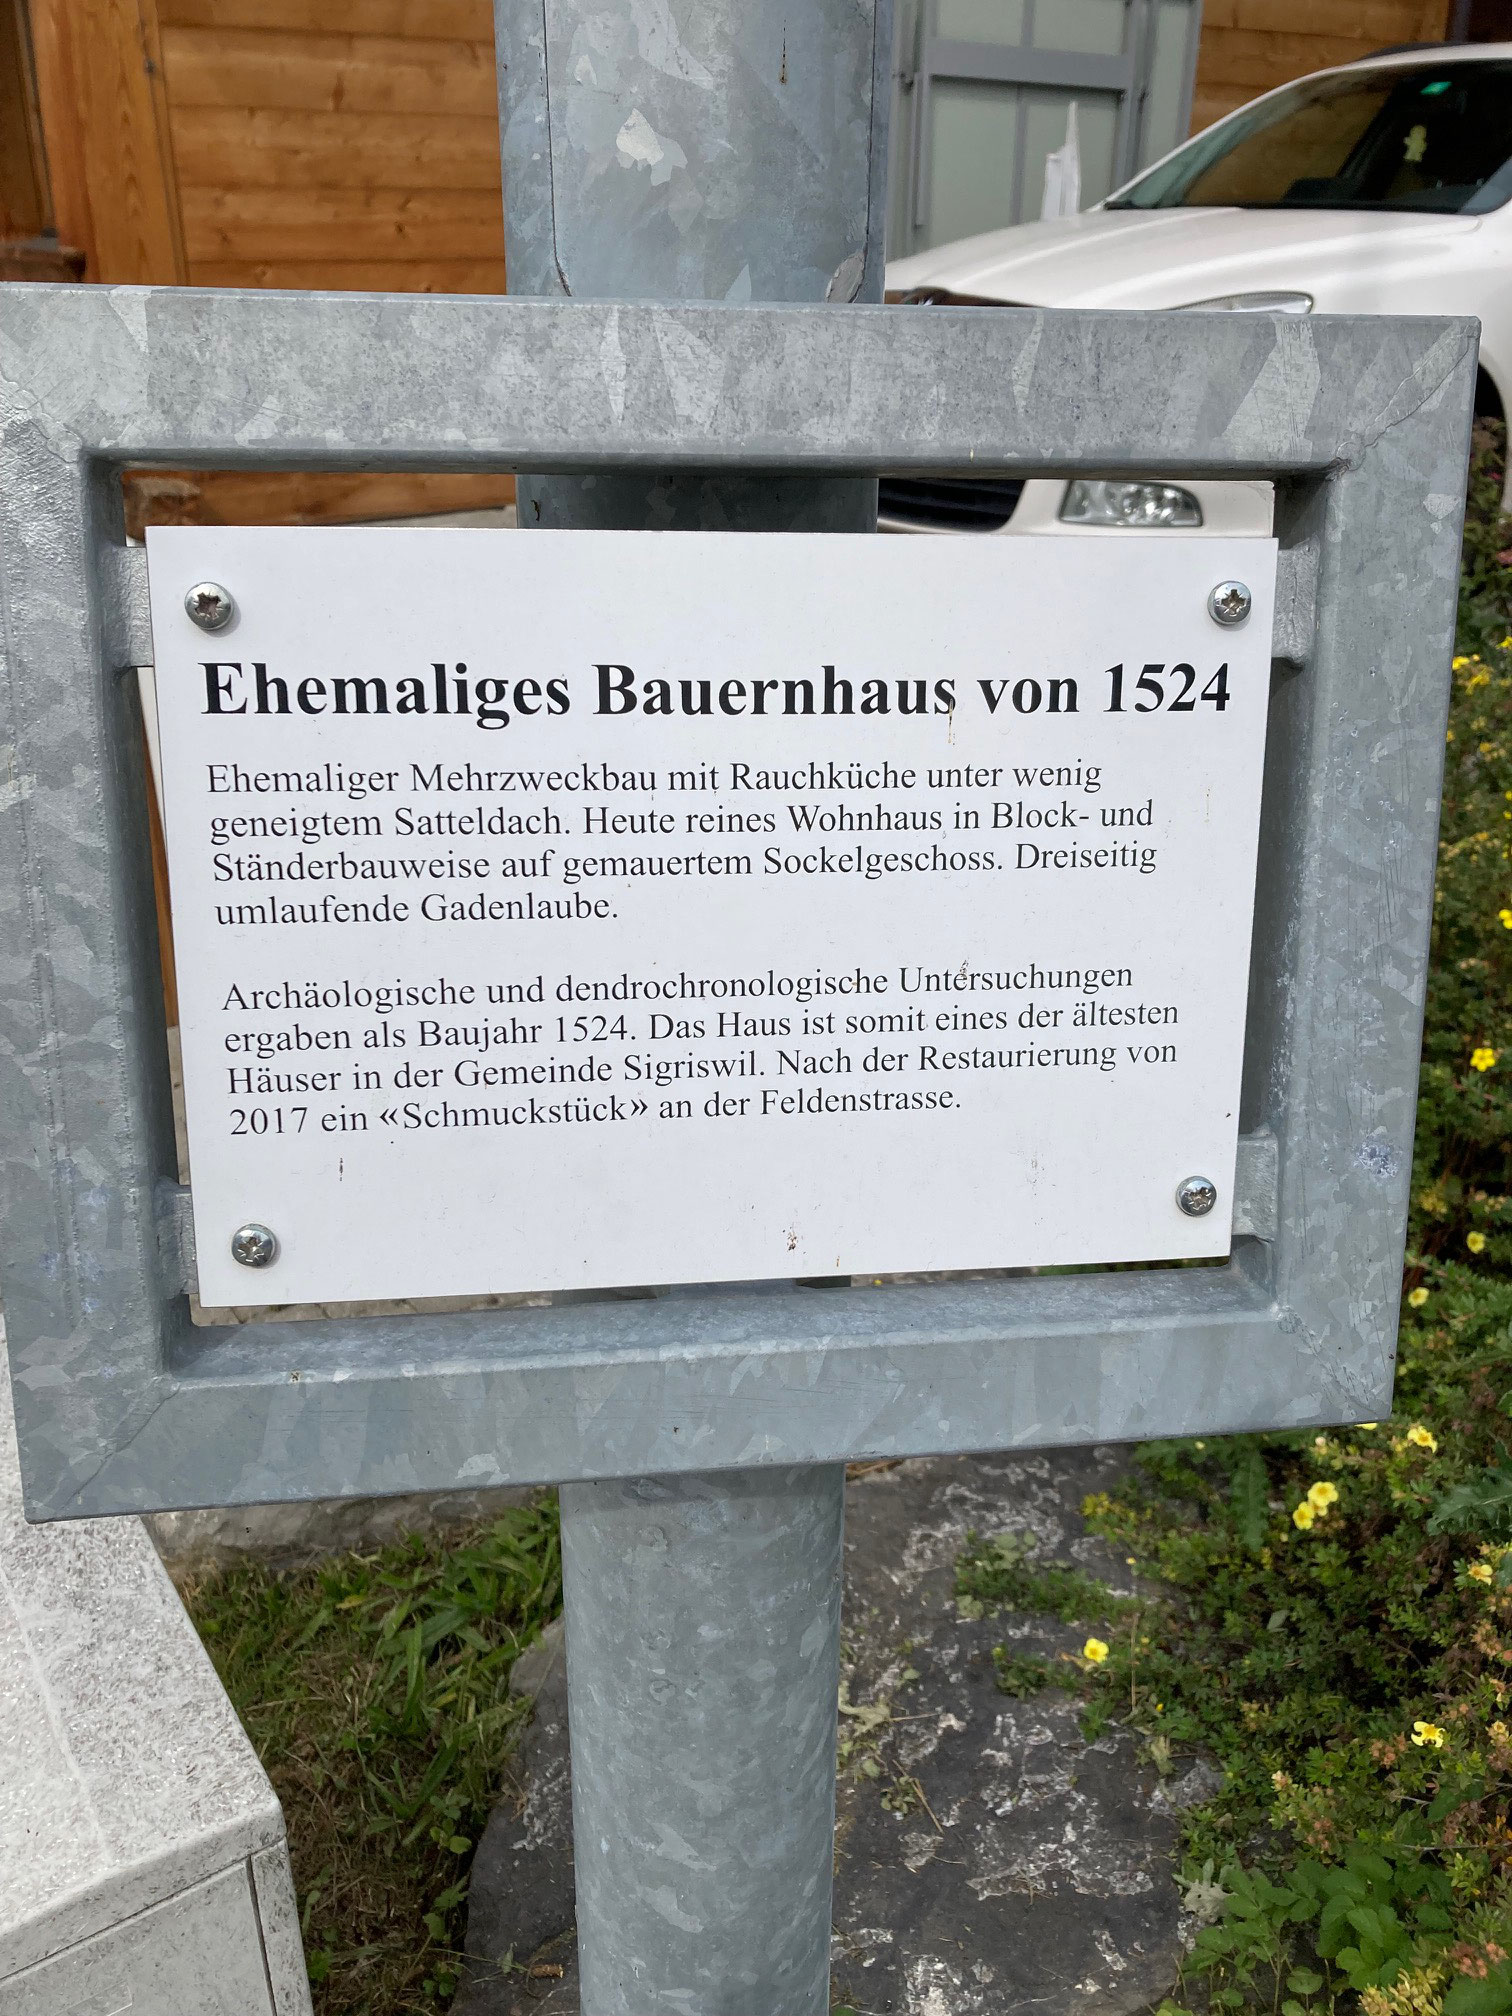 Ehemaliges Bauernhaus von 1524
Ehemaliger Mehrzweckbau mit Rauchküche unter wenig
geneigtem Satteldach. Heute reines Wohnhaus in Block- und
Ständerbauweise auf gemauertem Sockelgeschoss. Dreiseitig
umlaufende Gadenlaube.
Archäologische und dendrochronologische Untersuchungen
ergaben als Baujahr 1524. Das Haus ist somit eines der ältesten
Häuser in der Gemeinde Sigriswil. Nach der Restaurierung von
2017 ein «Schmuckstück» an der Feldenstrasse.